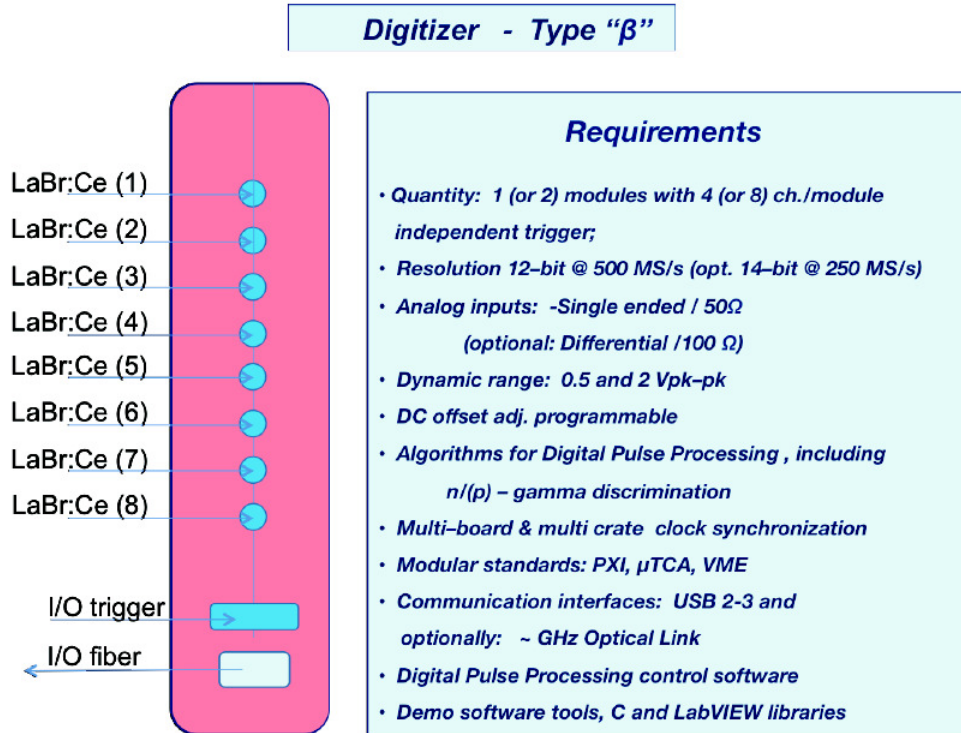 Digitizer - Type “β”
LaBr:Ce (1)
LaBr:Ce (2)
LaBr:Ce (3)
LaBr:Ce (4)
LaBr:Ce (5)
LaBr:Ce (6)
LaBr:Ce (7)
LaBr:Ce (8)
I/O trigger
I/O fiber
Requirements
• Quantity: 1 (or 2) modules with 4 (or 8) ch./module
independent trigger;
• Resolution 12–bit @ 500 MS/s (opt. 14–bit @ 250 MS/s)
• Analog inputs: -Single ended / 50Ω
(optional: Differential /100 Ω)
• Dynamic range: 0.5 and 2 Vpk–pk
• DC offset adj. programmable
• Algorithms for Digital Pulse Processing , including
n/(p) – gamma discrimination
• Multi–board & multi crate clock synchronization
• Modular standards: PXI, µTCA, VME
• Communication interfaces: USB 2-3 and
optionally: ~ GHz Optical Link
• Digital Pulse Processing control software
• Demo software tools, C and LabVIEW libraries